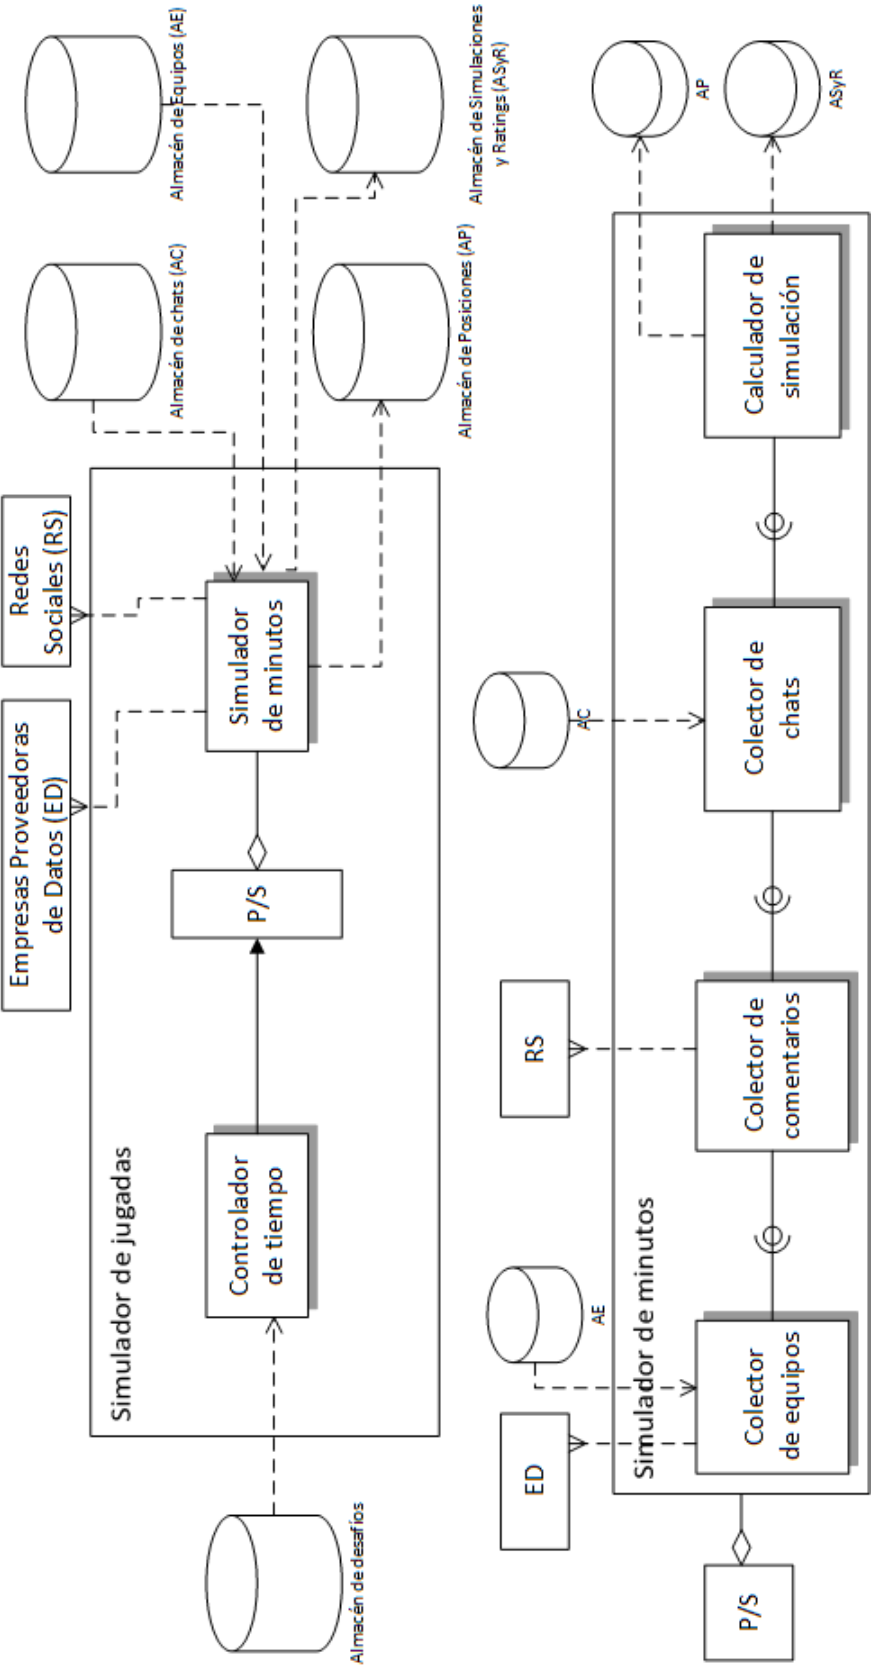 Simulador de jugadas
Almacén de desafíos
Controlador
de tiempo
P/S
Simulador
de minutos
Empresas Proveedoras
de Datos (ED)
Redes
Sociales (RS)
Almacén de chats (AC)
Almacén de Equipos (AE)
Almacén de Posiciones (AP)
Almacén de Simulaciones
y Ratings (ASyR)
Simulador de minutos
P/S
ED
AE
Colector
de equipos
RS
Colector de
comentarios
AC
Colector de
chats
Calculador de
simulación
AP
ASyR